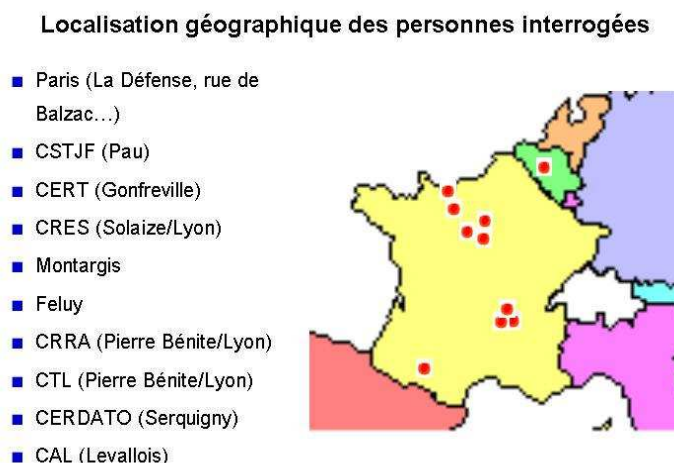 Localisation géographique des personnes interrogées
Paris (La Défense, rue de
Balzac...)
CSTJF (Pau)
CERT (Gonfreville)
CRES (Solaize/Lyon)
Montargis
Feluy
CRRA (Pierre Bénite/Lyon)
CTL (Pierre Bénite/Lyon)
CERDATO (Serquigny)
CAL (Levallois)